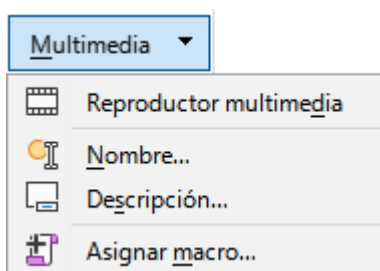 Multimedia
Reproductor multimedia
Nombre...
Descripción...
Asignar macro...